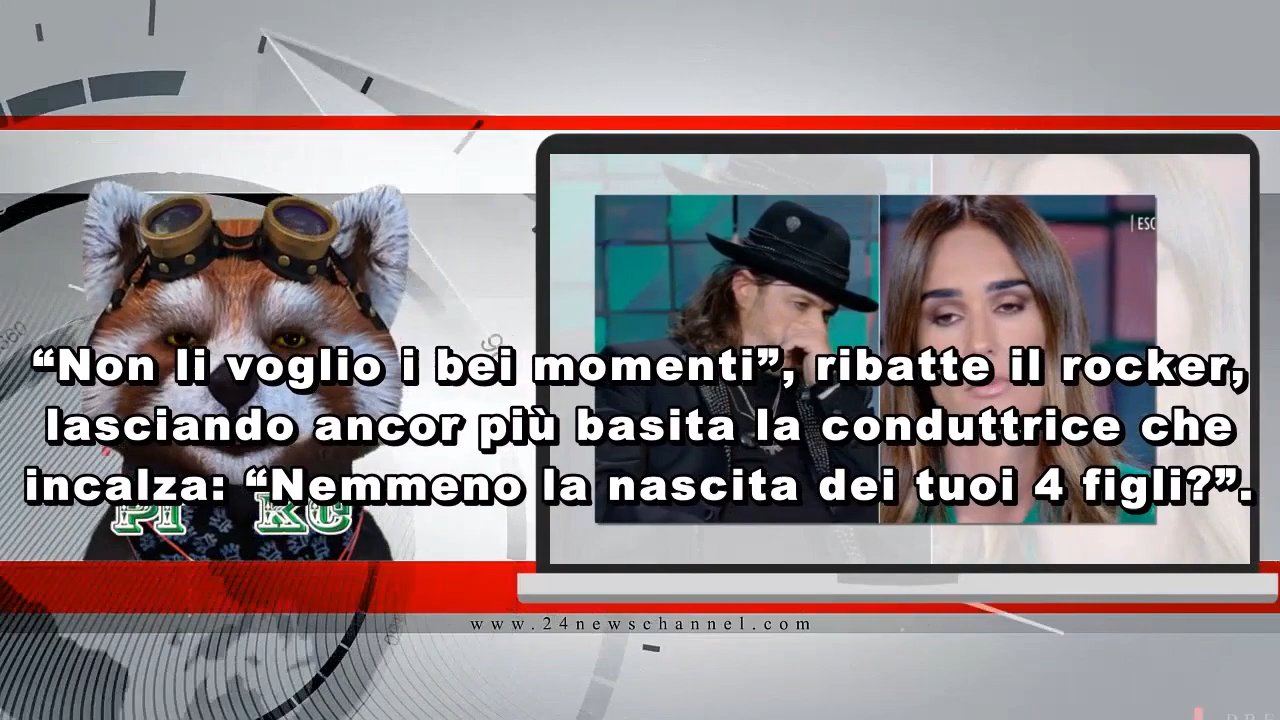 ESC
“Non li voglio i bei momenti”, ribatte il rocker,
lasciando ancor più basita la conduttrice che
incalza: “Nemmeno la nascita dei tuoi 4 figli?”.
www.24newschannel.com